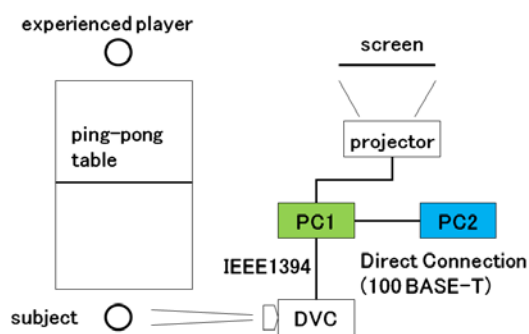 experienced player
screen
ping-pong
table
projector
PC1
PC2
IEEE1394
Direct Connection
(100 BASE-T)
subject
DVC